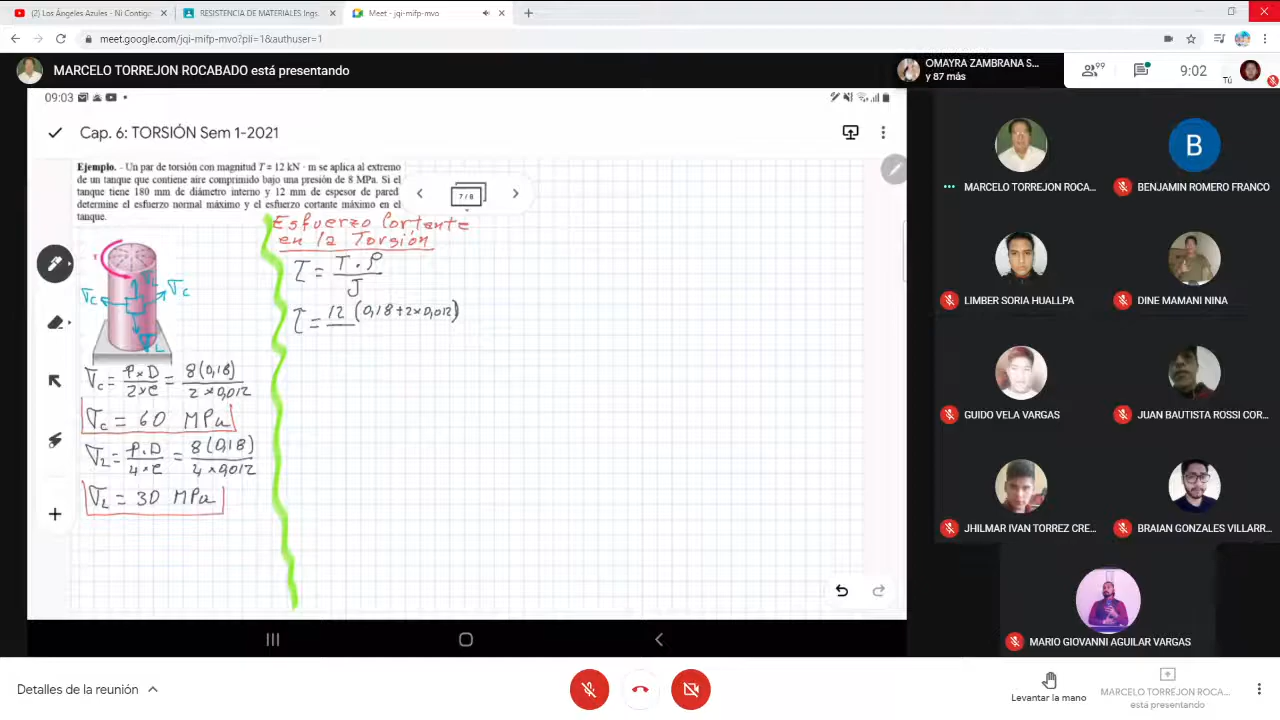 (2) Los Ángeles Azules - Ni Contigo
RESISTENCIA DE MATERIALES Ings.
Meet - jqi-mifp-mvo
meet.google.com/jqi-mifp-mvo?pli=1&authuser=1
MARCELO TORREJON ROCABADO está presentando
OMAYRA ZAMBRANA S...
y 87 más
99
9:02
Tú
09:03
Cap. 6: TORSIÓN Sem 1-2021
Ejemplo. - Un par de torsión con magnitud T = 12 kN · m se aplica al extremo
de un tanque que contiene aire comprimido bajo una presión de 8 MPa. Si el
tanque tiene 180 mm de diámetro interno y 12 mm de espesor de pared
determine el esfuerzo normal máximo y el esfuerzo cortante máximo en el
tanque.
7 / 8
Esfuerzo Cortante
en la Torsión
τ = T · ρ / J
τ = 12 (0,18+2×0,012)
σc
σc
σL
σc = P×D / 2×e = 8(0,18) / 2×0,012
σc = 60 MPa
σL = P.D / 4×e = 8(0,18) / 4×0,012
σL = 30 MPa
MARCELO TORREJON ROCA...
B
BENJAMIN ROMERO FRANCO
LIMBER SORIA HUALLPA
DINE MAMANI NINA
GUIDO VELA VARGAS
JUAN BAUTISTA ROSSI COR...
JHILMAR IVAN TORREZ CRE...
BRAIAN GONZALES VILLARR...
MARIO GIOVANNI AGUILAR VARGAS
Detalles de la reunión
Levantar la mano
MARCELO TORREJON ROCA...
está presentando